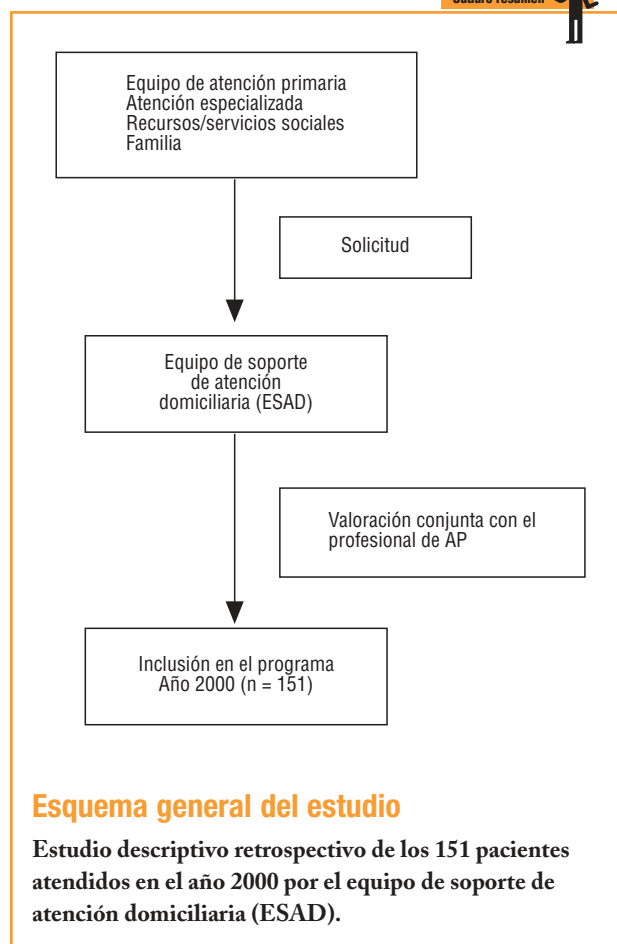 Cuadro resumen
Equipo de atención primaria
Atención especializada
Recursos/servicios sociales
Familia
Solicitud
Equipo de soporte
de atención
domiciliaria (ESAD)
Valoración conjunta con el
profesional de AP
Inclusión en el programa
Año 2000 (n = 151)
Esquema general del estudio
Estudio descriptivo retrospectivo de los 151 pacientes
atendidos en el año 2000 por el equipo de soporte de
atención domiciliaria (ESAD).